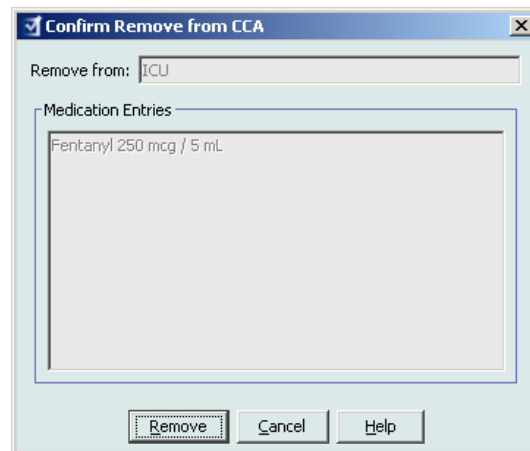 Confirm Remove from CCA
Remove from: ICU
Medication Entries
Fentanyl 250 mcg / 5 mL
Remove Cancel Help